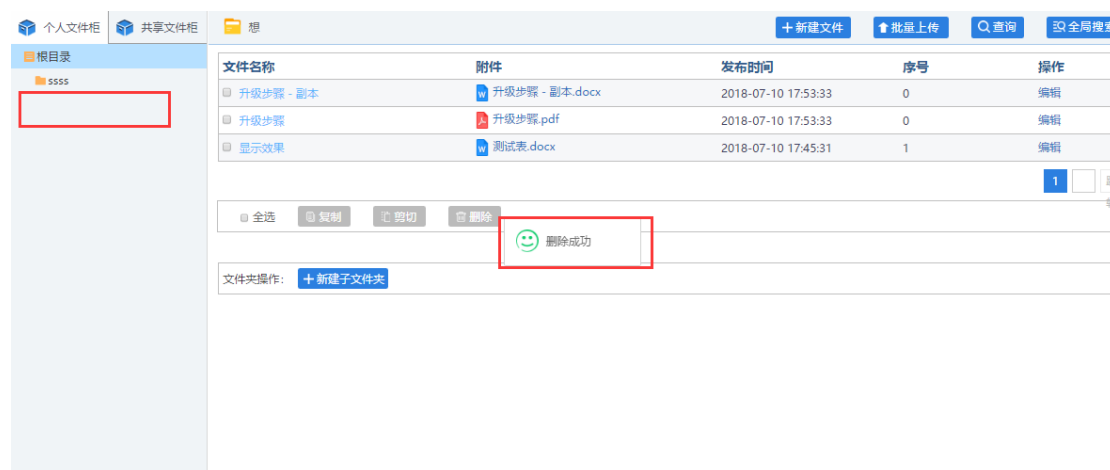 个人文件柜 共享文件柜 想 新建文件 批量上传 查询 全局搜索
根目录
ssss
文件名称 附件 发布时间 序号 操作
升级步骤 - 副本 升级步骤 - 副本.docx 2018-07-10 17:53:33 0 编辑
升级步骤 升级步骤.pdf 2018-07-10 17:53:33 0 编辑
显示效果 测试表.docx 2018-07-10 17:45:31 1 编辑
1
全选 复制 剪切 删除
删除成功
文件夹操作: 新建子文件夹